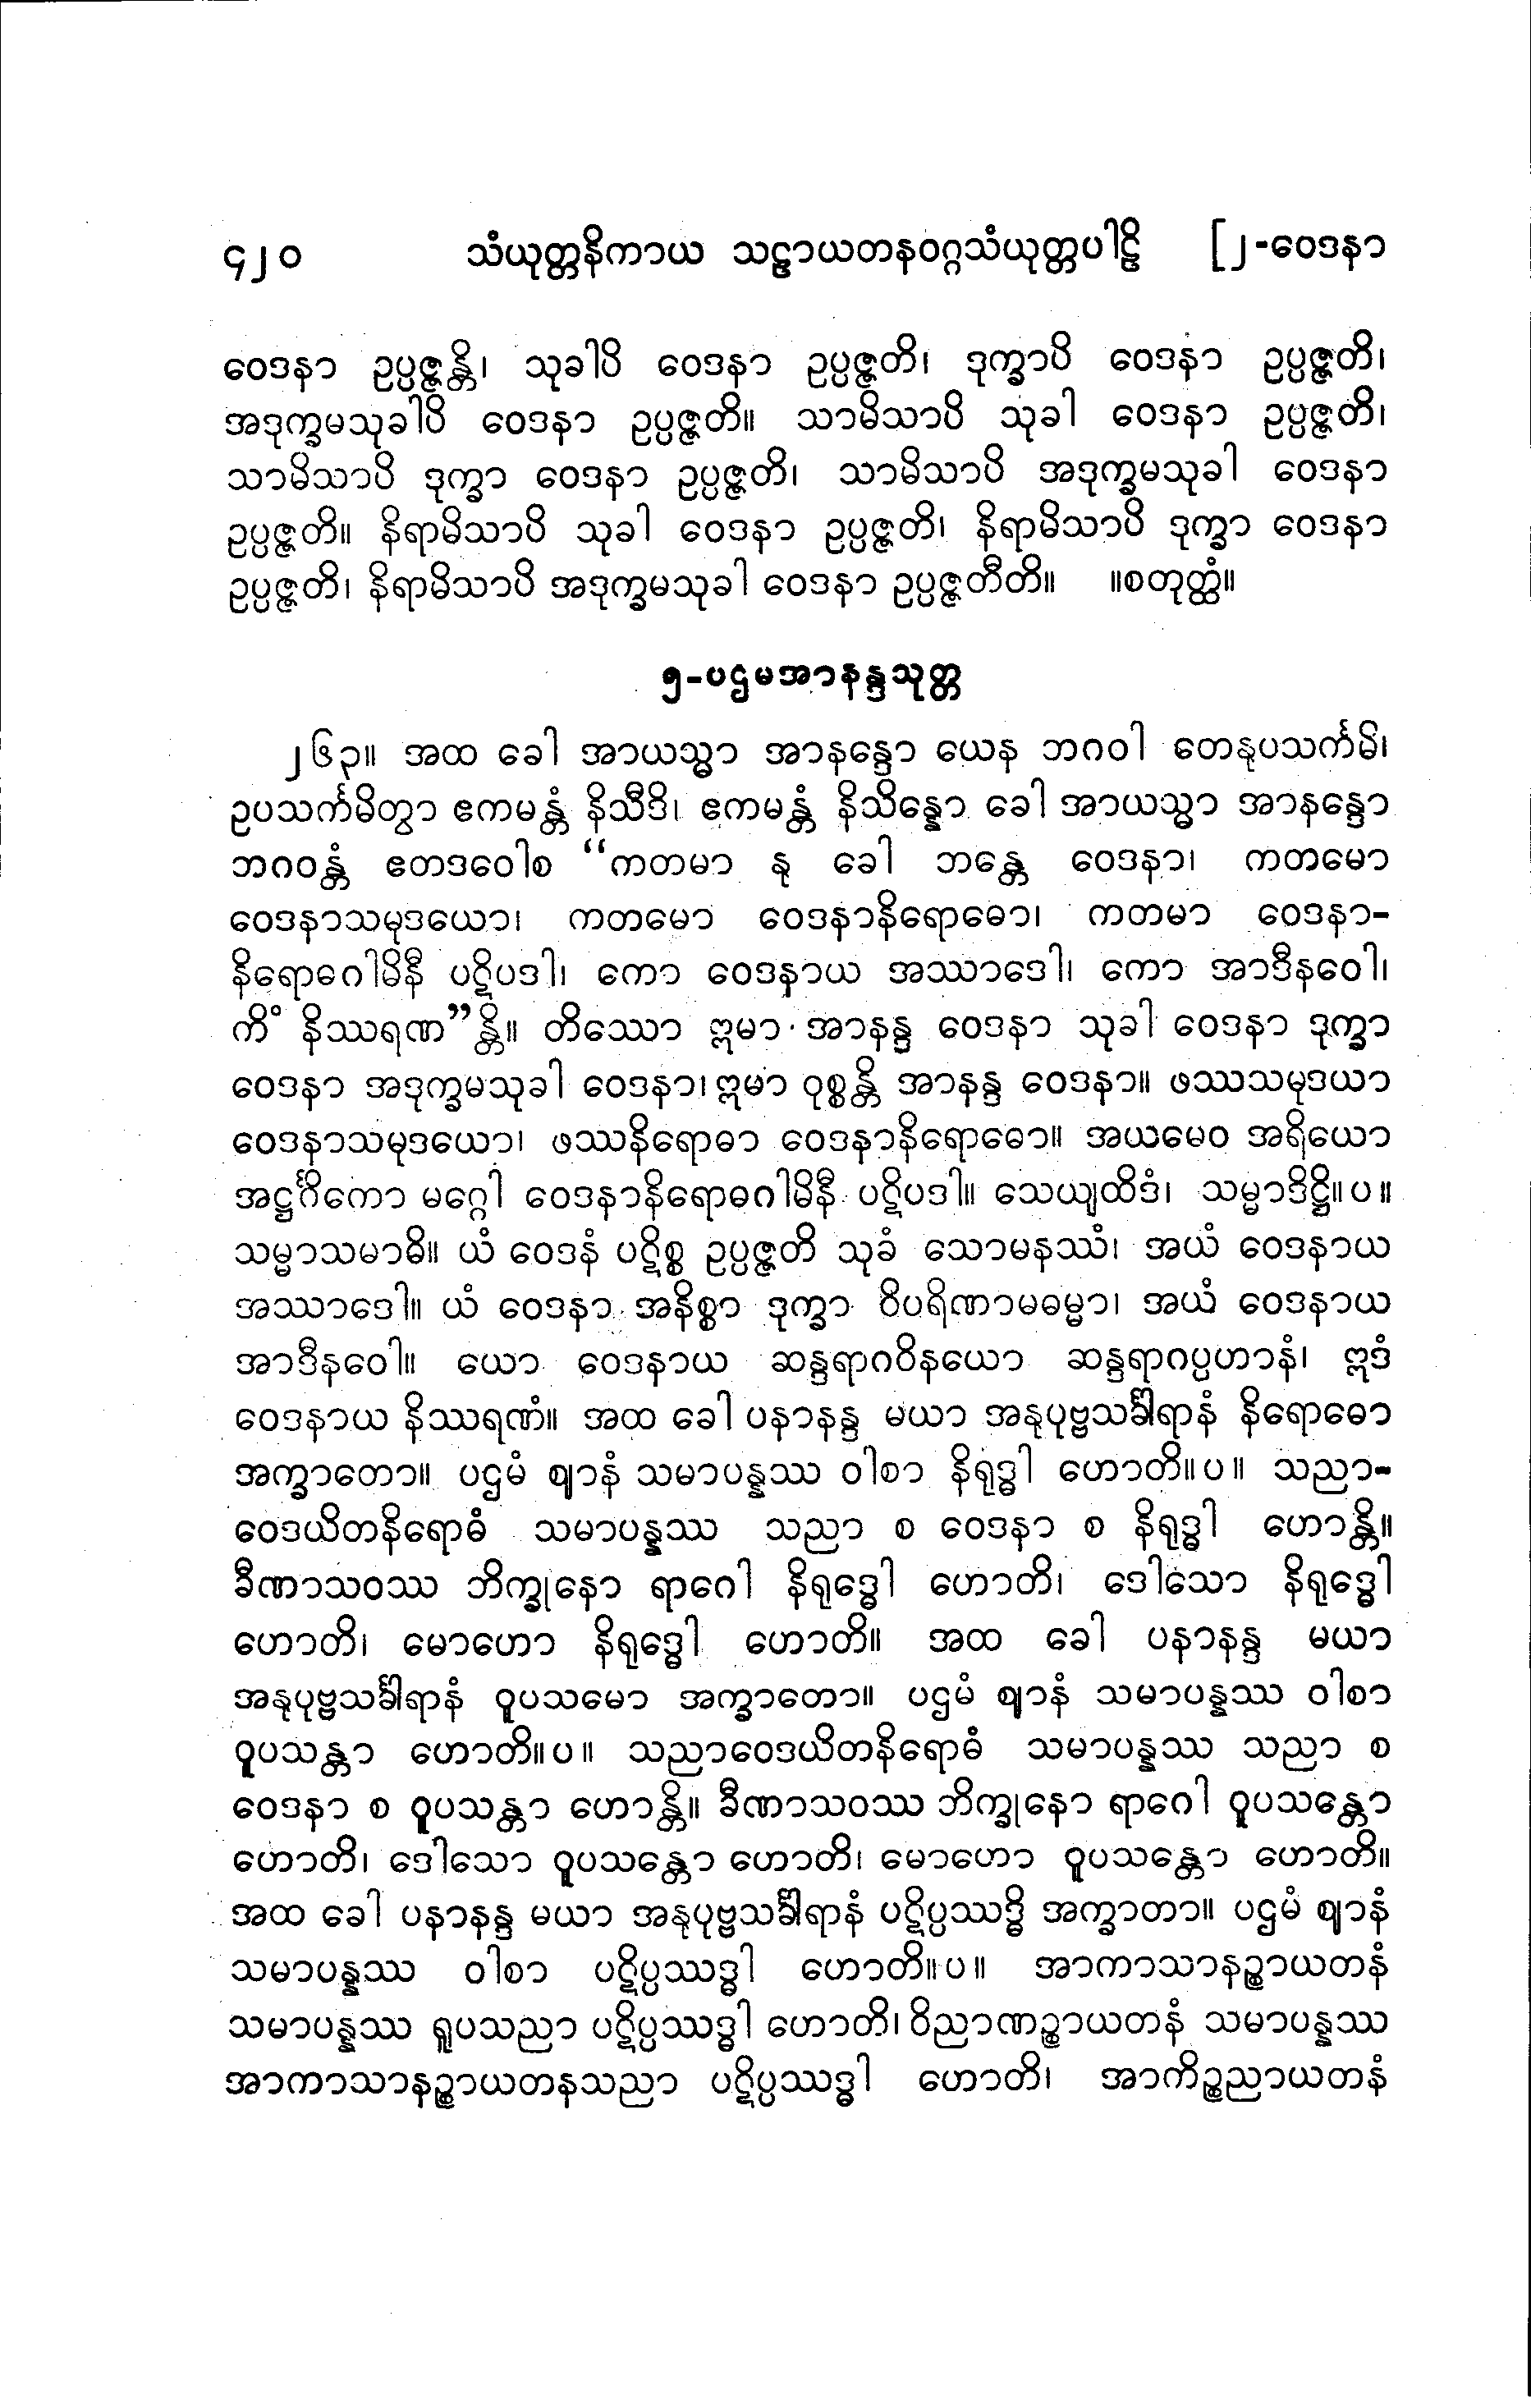 ၄၂၀ သံယုတ္တနိကာယ သဠာယတနဝဂ္ဂသံယုတ္တပါဠိ [၂-ဝေဒနာ
ဝေဒနာ ဥပ္ပဇ္ဇန္တိ၊ သုခါပိ ဝေဒနာ ဥပ္ပဇ္ဇတိ၊ ဒုက္ခာပိ ဝေဒနာ ဥပ္ပဇ္ဇတိ၊
အဒုက္ခမသုခါပိ ဝေဒနာ ဥပ္ပဇ္ဇတိ။ သာမိသာပိ သုခါ ဝေဒနာ ဥပ္ပဇ္ဇတိ၊
သာမိသာပိ ဒုက္ခာ ဝေဒနာ ဥပ္ပဇ္ဇတိ၊ သာမိသာပိ အဒုက္ခမသုခါ ဝေဒနာ
ဥပ္ပဇ္ဇတိ။ နိရာမိသာပိ သုခါ ဝေဒနာ ဥပ္ပဇ္ဇတိ၊ နိရာမိသာပိ ဒုက္ခာ ဝေဒနာ
ဥပ္ပဇ္ဇတိ၊ နိရာမိသာပိ အဒုက္ခမသုခါ ဝေဒနာ ဥပ္ပဇ္ဇတီတိ။ ။စတုတ္ထံ။
၅-ပဌမအာနန္ဒသုတ္တ
၂၆၃။ အထ ခေါ အာယသ္မာ အာနန္ဒော ယေန ဘဂဝါ တေနုပသင်္ကမိ၊
ဥပသင်္ကမိတွာ ဧကမန္တံ နိသီဒိ၊ ဧကမန္တံ နိသိန္နော ခေါ အာယသ္မာ အာနန္ဒော
ဘဂဝန္တံ ဧတဒဝေါစ “ကတမာ နု ခေါ ဘန္တေ ဝေဒနာ၊ ကတမော
ဝေဒနာသမုဒယော၊ ကတမော ဝေဒနာနိရောဓော၊ ကတမာ ဝေဒနာ-
နိရောဓဂါမိနီ ပဋိပဒါ၊ ကော ဝေဒနာယ အဿာဒေါ၊ ကော အာဒီနဝေါ၊
ကိံ နိဿရဏ”န္တိ။ တိဿော ဣမာ အာနန္ဒ ဝေဒနာ သုခါ ဝေဒနာ ဒုက္ခာ
ဝေဒနာ အဒုက္ခမသုခါ ဝေဒနာ၊ ဣမာ ဝုစ္စန္တိ အာနန္ဒ ဝေဒနာ။ ဖဿသမုဒယာ
ဝေဒနာသမုဒယော၊ ဖဿနိရောဓာ ဝေဒနာနိရောဓော။ အယမေဝ အရိယော
အဋ္ဌင်္ဂိကော မဂ္ဂေါ ဝေဒနာနိရောဓဂါမိနီ ပဋိပဒါ။ သေယျထိဒံ၊ သမ္မာဒိဋ္ဌိ။ပ။
သမ္မာသမာဓိ။ ယံ ဝေဒနံ ပဋိစ္စ ဥပ္ပဇ္ဇတိ သုခံ သောမနဿံ၊ အယံ ဝေဒနာယ
အဿာဒေါ။ ယံ ဝေဒနာ အနိစ္စာ ဒုက္ခာ ဝိပရိဏာမဓမ္မာ၊ အယံ ဝေဒနာယ
အာဒီနဝေါ။ ယော ဝေဒနာယ ဆန္ဒရာဂဝိနယော ဆန္ဒရာဂပ္ပဟာနံ၊ ဣဒံ
ဝေဒနာယ နိဿရဏံ။ အထ ခေါ ပနာနန္ဒ မယာ အနုပုဗ္ဗသင်္ခါရာနံ နိရောဓော
အက္ခာတော။ ပဌမံ ဈာနံ သမာပန္နဿ ဝါစာ နိရုဒ္ဓါ ဟောတိ။ပ။ သညာ-
ဝေဒယိတနိရောဓံ သမာပန္နဿ သညာ စ ဝေဒနာ စ နိရုဒ္ဓါ ဟောန္တိ။
ခီဏာသဝဿ ဘိက္ခုနော ရာဂေါ နိရုဒ္ဓေါ ဟောတိ၊ ဒေါသော နိရုဒ္ဓေါ
ဟောတိ၊ မောဟော နိရုဒ္ဓေါ ဟောတိ။ အထ ခေါ ပနာနန္ဒ မယာ
အနုပုဗ္ဗသင်္ခါရာနံ ဝူပသမော အက္ခာတော။ ပဌမံ ဈာနံ သမာပန္နဿ ဝါစာ
ဝူပသန္တာ ဟောတိ။ပ။ သညာဝေဒယိတနိရောဓံ သမာပန္နဿ သညာ စ
ဝေဒနာ စ ဝူပသန္တာ ဟောန္တိ။ ခီဏာသဝဿ ဘိက္ခုနော ရာဂေါ ဝူပသန္တော
ဟောတိ၊ ဒေါသော ဝူပသန္တော ဟောတိ၊ မောဟော ဝူပသန္တော ဟောတိ။
အထ ခေါ ပနာနန္ဒ မယာ အနုပုဗ္ဗသင်္ခါရာနံ ပဋိပ္ပဿဒ္ဓိ အက္ခာတာ။ ပဌမံ ဈာနံ
သမာပန္နဿ ဝါစာ ပဋိပ္ပဿဒ္ဓါ ဟောတိ။ပ။ အာကာသာနဉ္စာယတနံ
သမာပန္နဿ ရူပသညာ ပဋိပ္ပဿဒ္ဓါ ဟောတိ၊ ဝိညာဏဉ္စာယတနံ သမာပန္နဿ
အာကာသာနဉ္စာယတနသညာ ပဋိပ္ပဿဒ္ဓါ ဟောတိ၊ အာကိဉ္စညာယတနံ